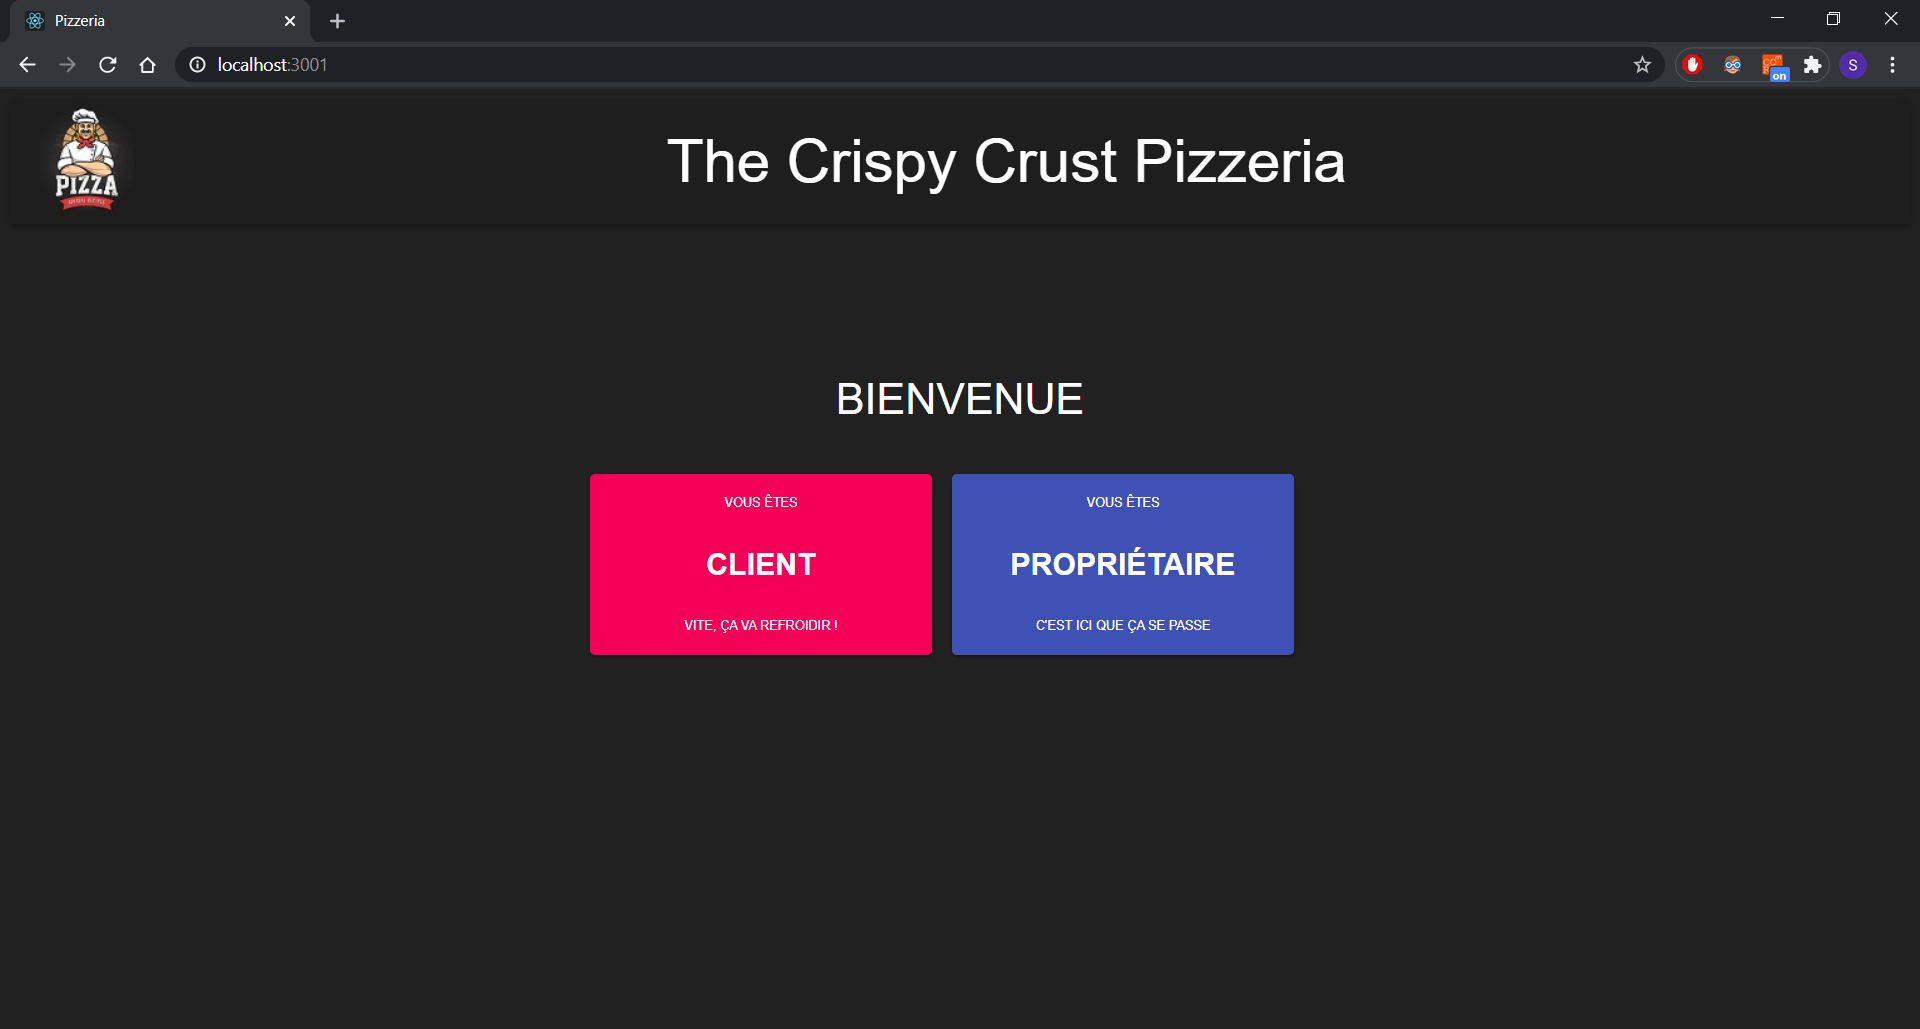 Pizzeria
localhost:3001
on
S
PIZZA
The Crispy Crust Pizzeria
BIENVENUE
VOUS ÊTES
CLIENT
VITE, ÇA VA REFROIDIR !
VOUS ÊTES
PROPRIÉTAIRE
C'EST ICI QUE ÇA SE PASSE